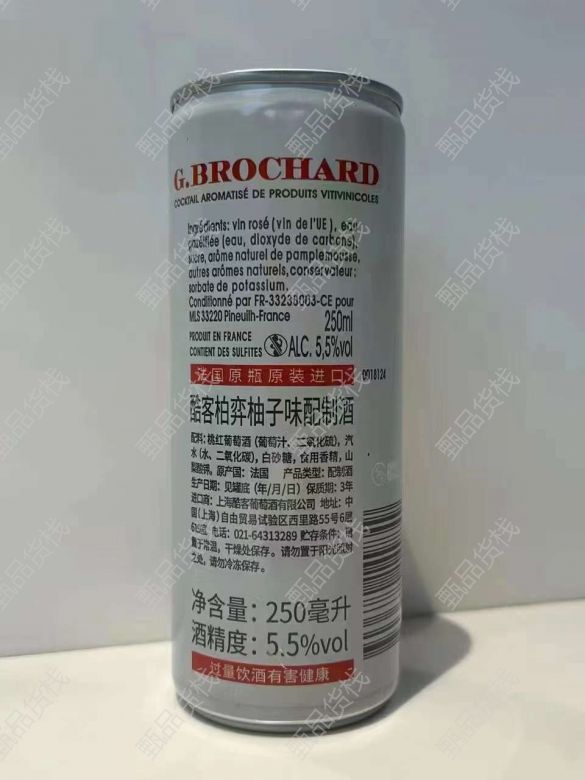 G.BROCHARD
COCKTAIL AROMATISÉ DE PRODUITS VITIVINICOLES
Ingrédients: vin rosé (vin de l'UE), eau
gazéifiée (eau, dioxyde de carbone),
sucre, arôme naturel de pamplemousse,
autres arômes naturels, conservateur:
sorbate de potassium.
Conditionné par FR-33235003-CE pour
MLS 33220 Pineuilh-France
250ml
PRODUIT EN FRANCE
CONTIENT DES SULFITES
ALC. 5,5%vol
法国原瓶原装进口
0018124
酷客柏弈柚子味配制酒
配料:桃红葡萄酒(葡萄汁、二氧化碳),汽
水(水、二氧化碳),白砂糖,食用香精,山
梨酸钾。原产国:法国 产品类型:配制酒
生产日期:见罐底(年/月/日) 保质期:3年
进口商:上海酷客葡萄酒有限公司 地址:中
国(上海)自由贸易试验区西里路55号6层
电话:021-64313289 贮存条件:
置于常温,干燥处保存。请勿置于阳光直射
之处,请勿冷冻保存。
净含量:250毫升
酒精度:5.5%vol
过量饮酒有害健康
甄品货栈